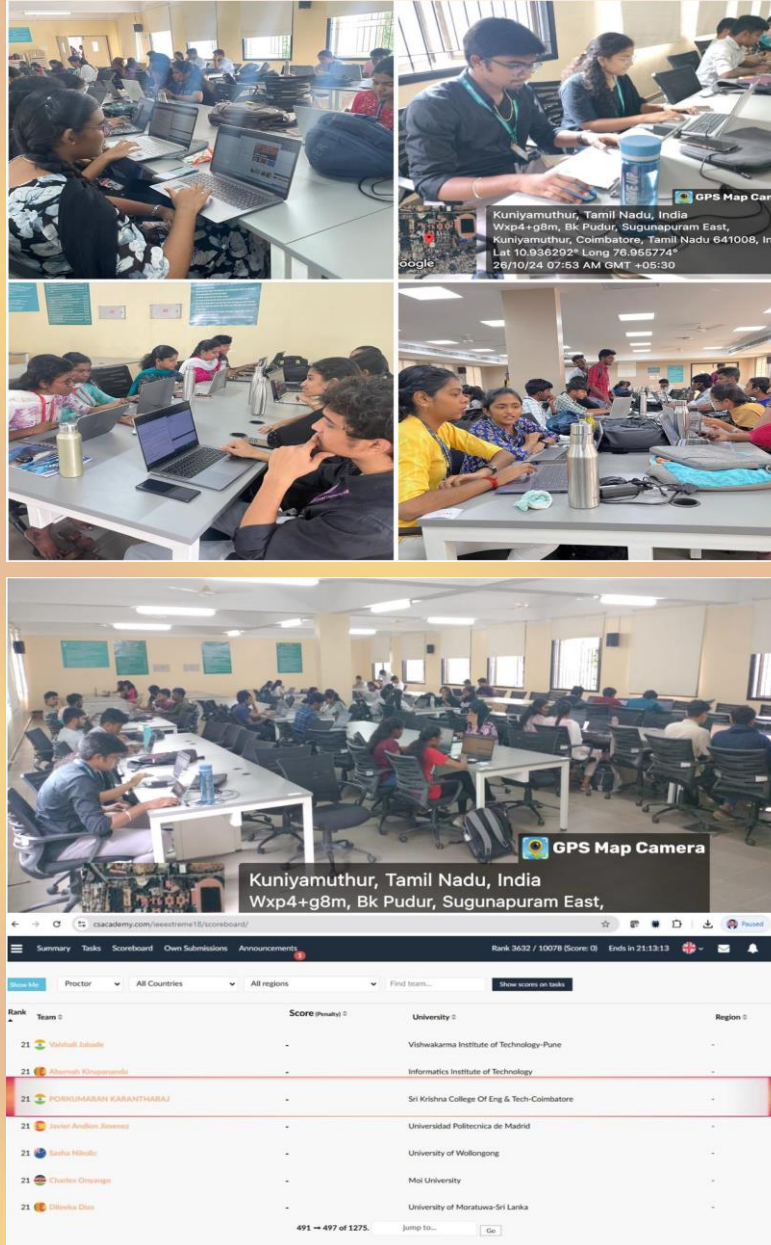 GPS Map Cam
Kuniyamuthur, Tamil Nadu, India
Wxp4+g8m, Bk Pudur, Sugunapuram East,
Kuniyamuthur, Coimbatore, Tamil Nadu 641008, In
Lat 10.936292° Long 76.955774°
26/10/24 07:53 AM GMT +05:30
oogle
GPS Map Camera
Kuniyamuthur, Tamil Nadu, India
Wxp4+g8m, Bk Pudur, Sugunapuram East,
csacademy.com/ieeextreme18/scoreboard/
Paused
Summary Tasks Scoreboard Own Submissions Announcements 1 Rank 3632 / 10078 (Score: 0) Ends in 21:13:13
Show Me Proctor All Countries All regions Find team... Show scores on tasks
Rank Team Score (Penalty) University Region
21 Vaishali Jabade - Vishwakarma Institute of Technology-Pune -
21 Abarnah Kirupananda - Informatics Institute of Technology -
21 PORKUMARAN KARANTHARAJ - Sri Krishna College Of Eng & Tech-Coimbatore -
21 Javier Andion Jimenez - Universidad Politecnica de Madrid -
21 Sasha Nikolic - University of Wollongong -
21 Charles Onyango - Moi University -
21 Dileeka Dias - University of Moratuwa-Sri Lanka -
491 → 497 of 1275. Jump to... Go